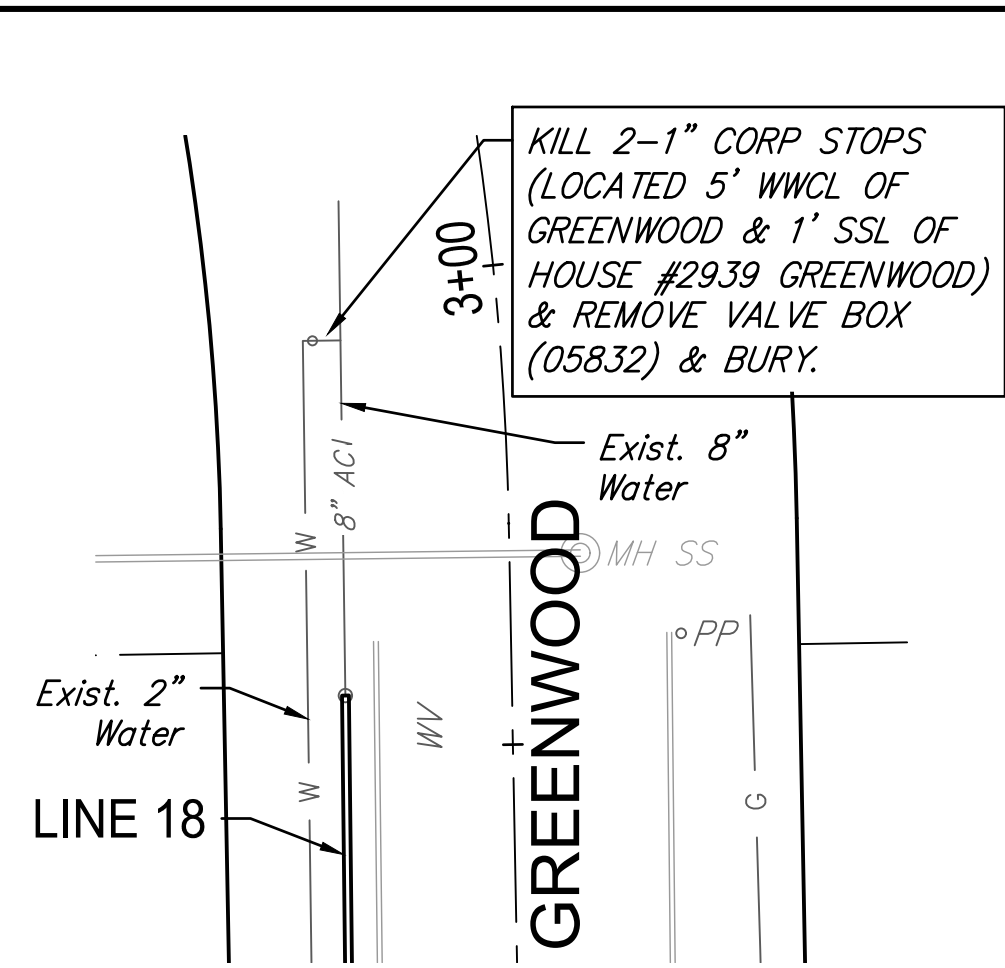 KILL 2-1" CORP STOPS
(LOCATED 5' WWCL OF
GREENWOOD & 1' SSL OF
HOUSE #2939 GREENWOOD)
& REMOVE VALVE BOX
(05832) & BURY.
3+00
Exist. 8"
Water
8" ACI
W
MH SS
PP
Exist. 2"
Water
WV
GREENWOOD
W
G
LINE 18